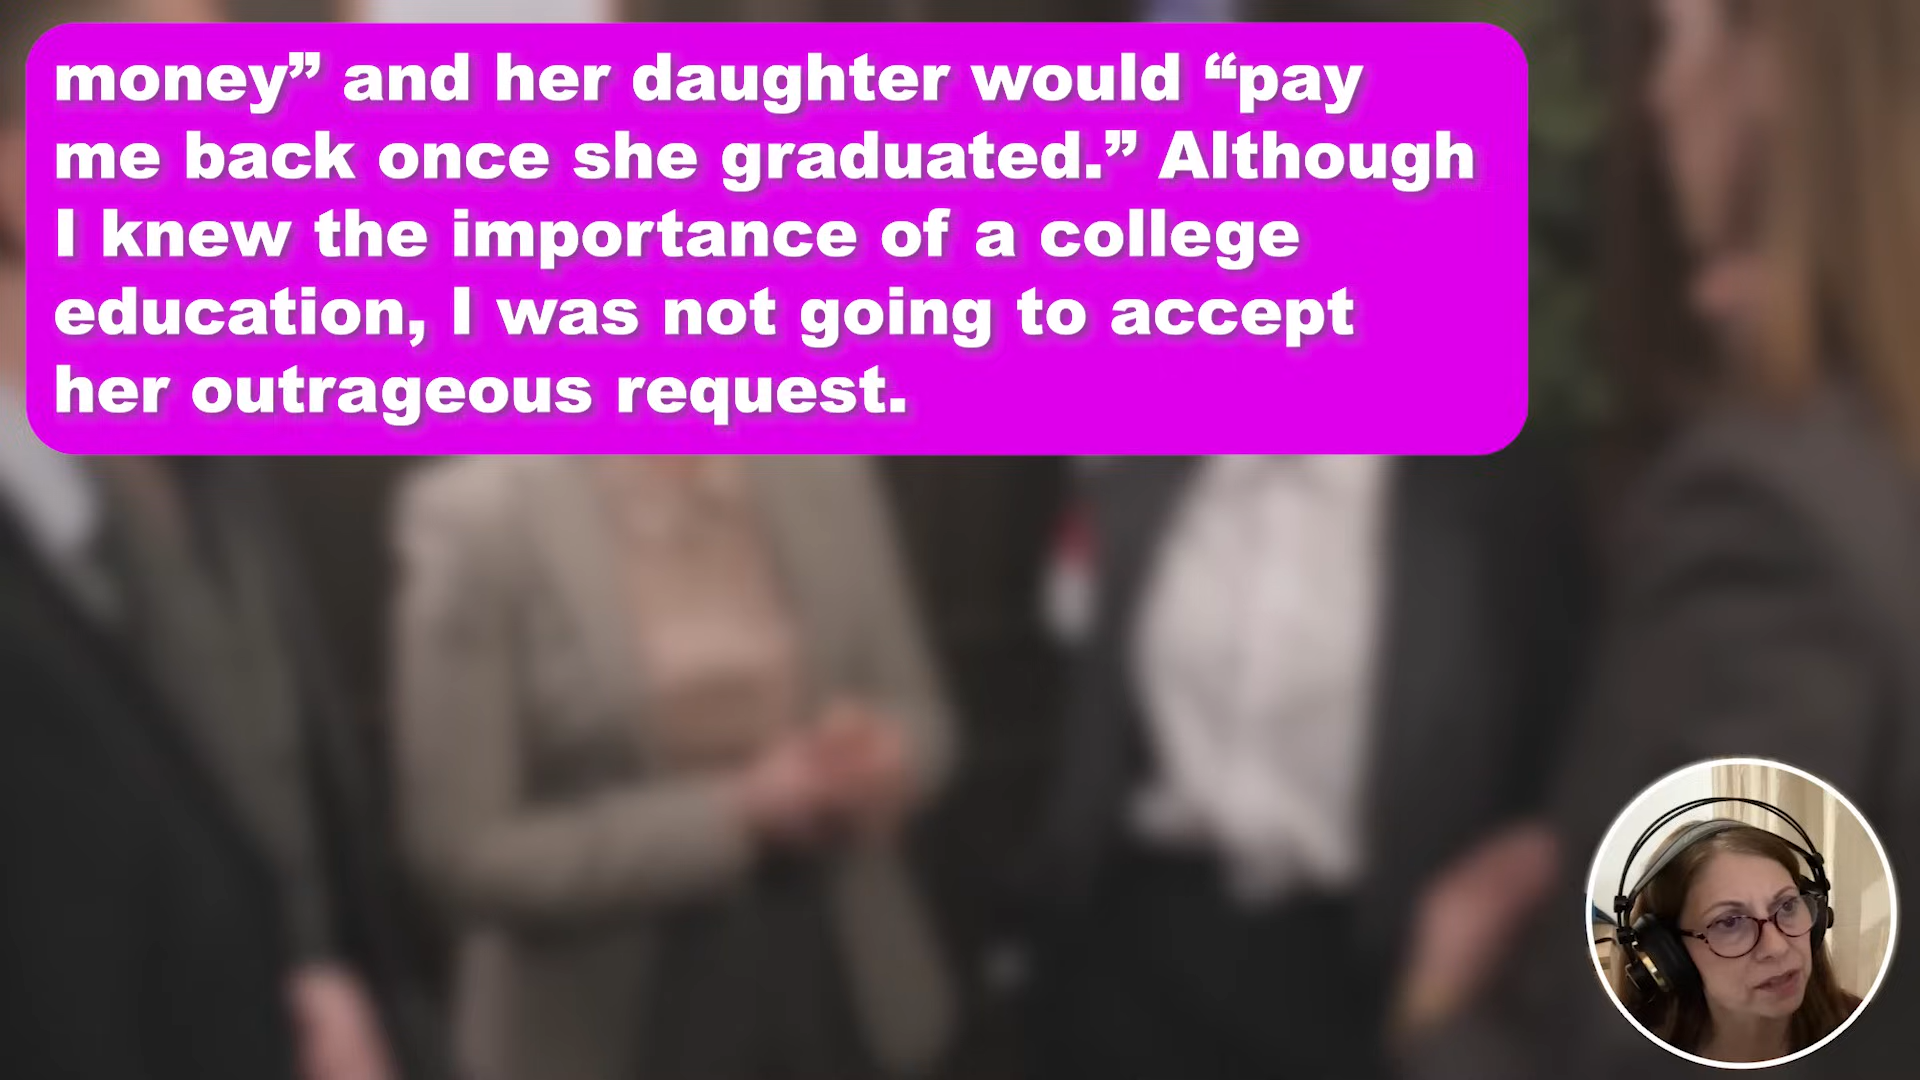 money” and her daughter would “pay
me back once she graduated.” Although
I knew the importance of a college
education, I was not going to accept
her outrageous request.